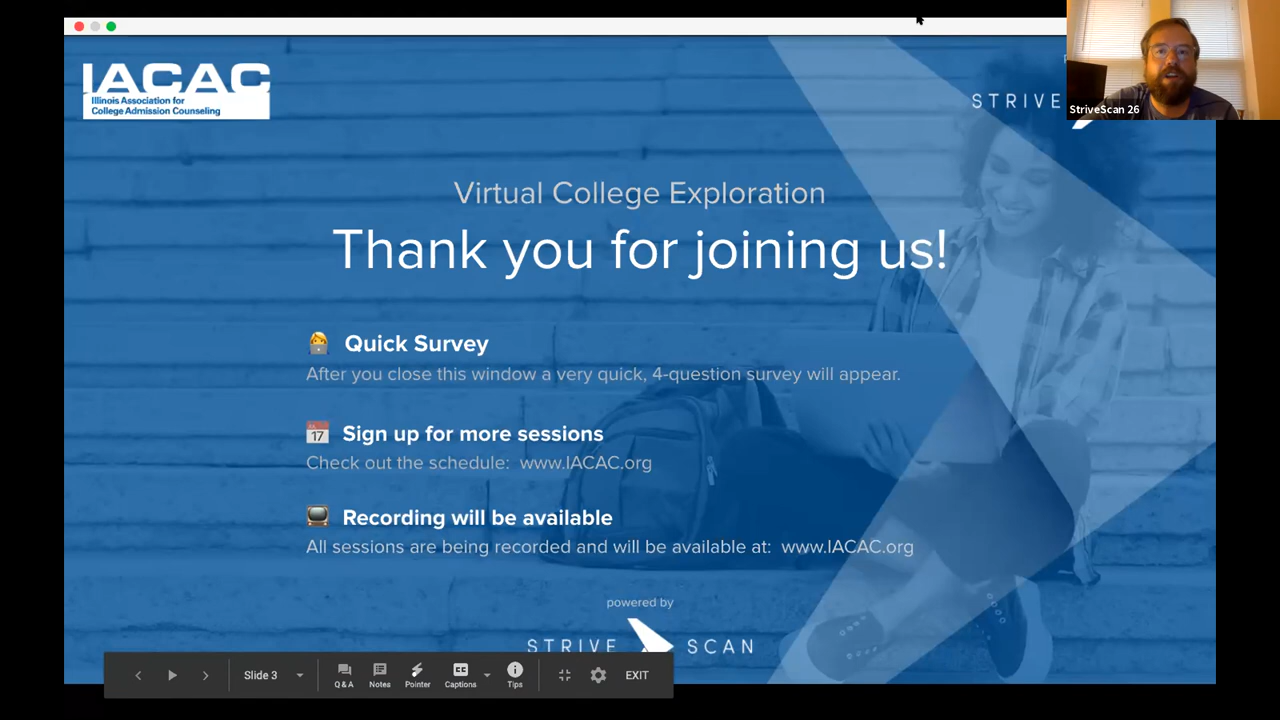 IACAC
Illinois Association for
College Admission Counseling
STRIVE
StriveScan 26
Virtual College Exploration
Thank you for joining us!
Quick Survey
After you close this window a very quick, 4-question survey will appear.
17 Sign up for more sessions
Check out the schedule: www.IACAC.org
Recording will be available
All sessions are being recorded and will be available at: www.IACAC.org
powered by
STRIVE SCAN
Slide 3
Q&A
Notes
Pointer
CC
Captions
Tips
EXIT